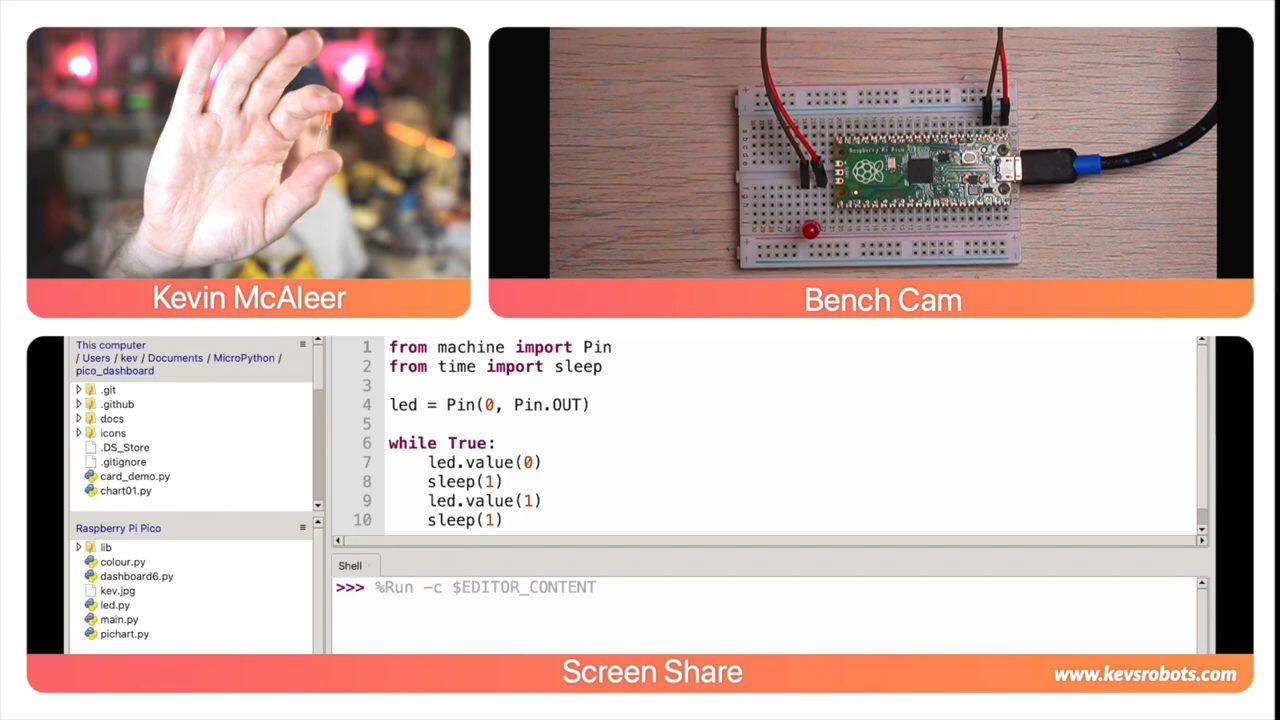 Kevin McAleer
Raspberry Pi Pico
Bench Cam
This computer
/ Users / kev / Documents / MicroPython /
pico_dashboard
.git
.github
docs
icons
.DS_Store
.gitignore
card_demo.py
chart01.py
Raspberry Pi Pico
lib
colour.py
dashboard6.py
kev.jpg
led.py
main.py
pichart.py
1 from machine import Pin
2 from time import sleep
3
4 led = Pin(0, Pin.OUT)
5
6 while True:
7 led.value(0)
8 sleep(1)
9 led.value(1)
10 sleep(1)
Shell
>>> %Run -c $EDITOR_CONTENT
Screen Share
www.kevsrobots.com